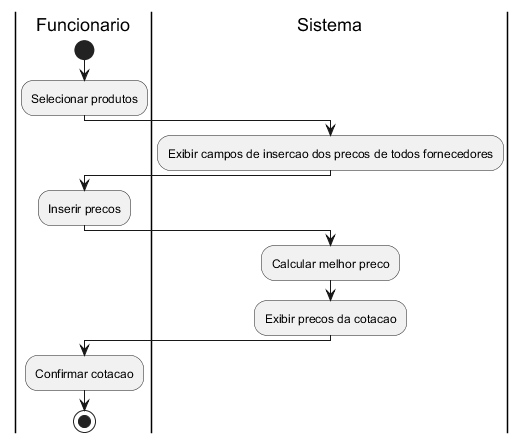 Funcionario
Sistema
Selecionar produtos
Exibir campos de insercao dos precos de todos fornecedores
Inserir precos
Calcular melhor preco
Exibir precos da cotacao
Confirmar cotacao